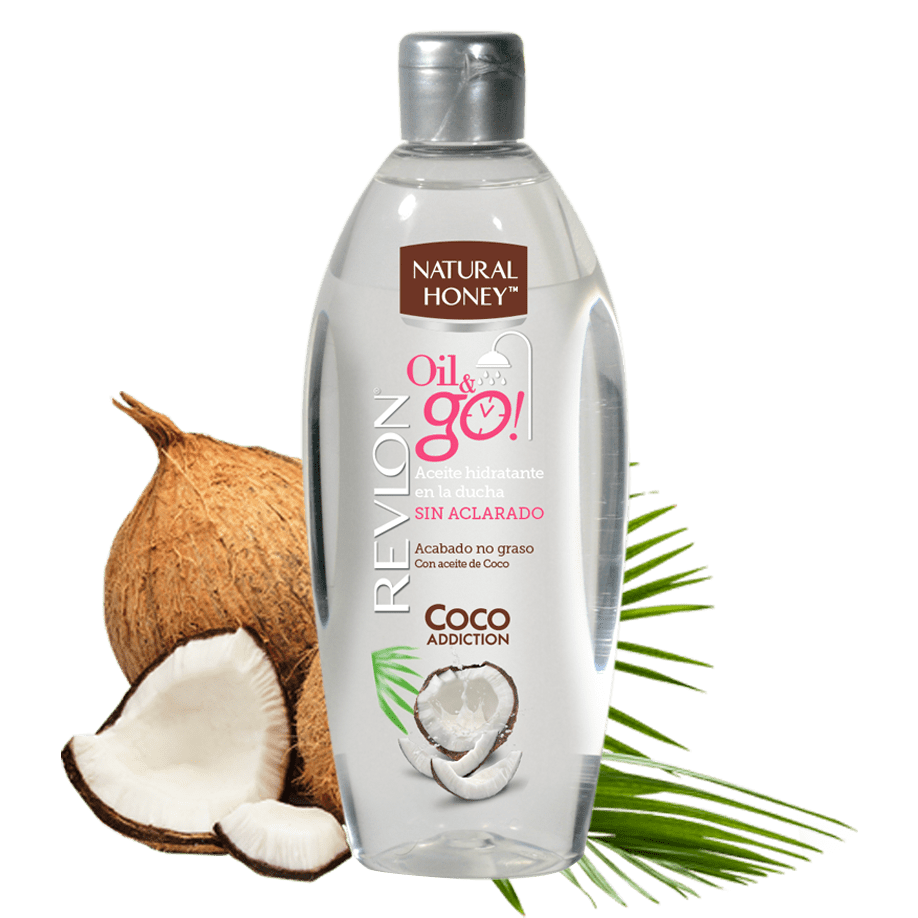 NATURAL
HONEY™
Oil &
go!
REVLON®
Aceite hidratante
en la ducha
SIN ACLARADO
Acabado no graso
Con aceite de Coco
Coco
ADDICTION